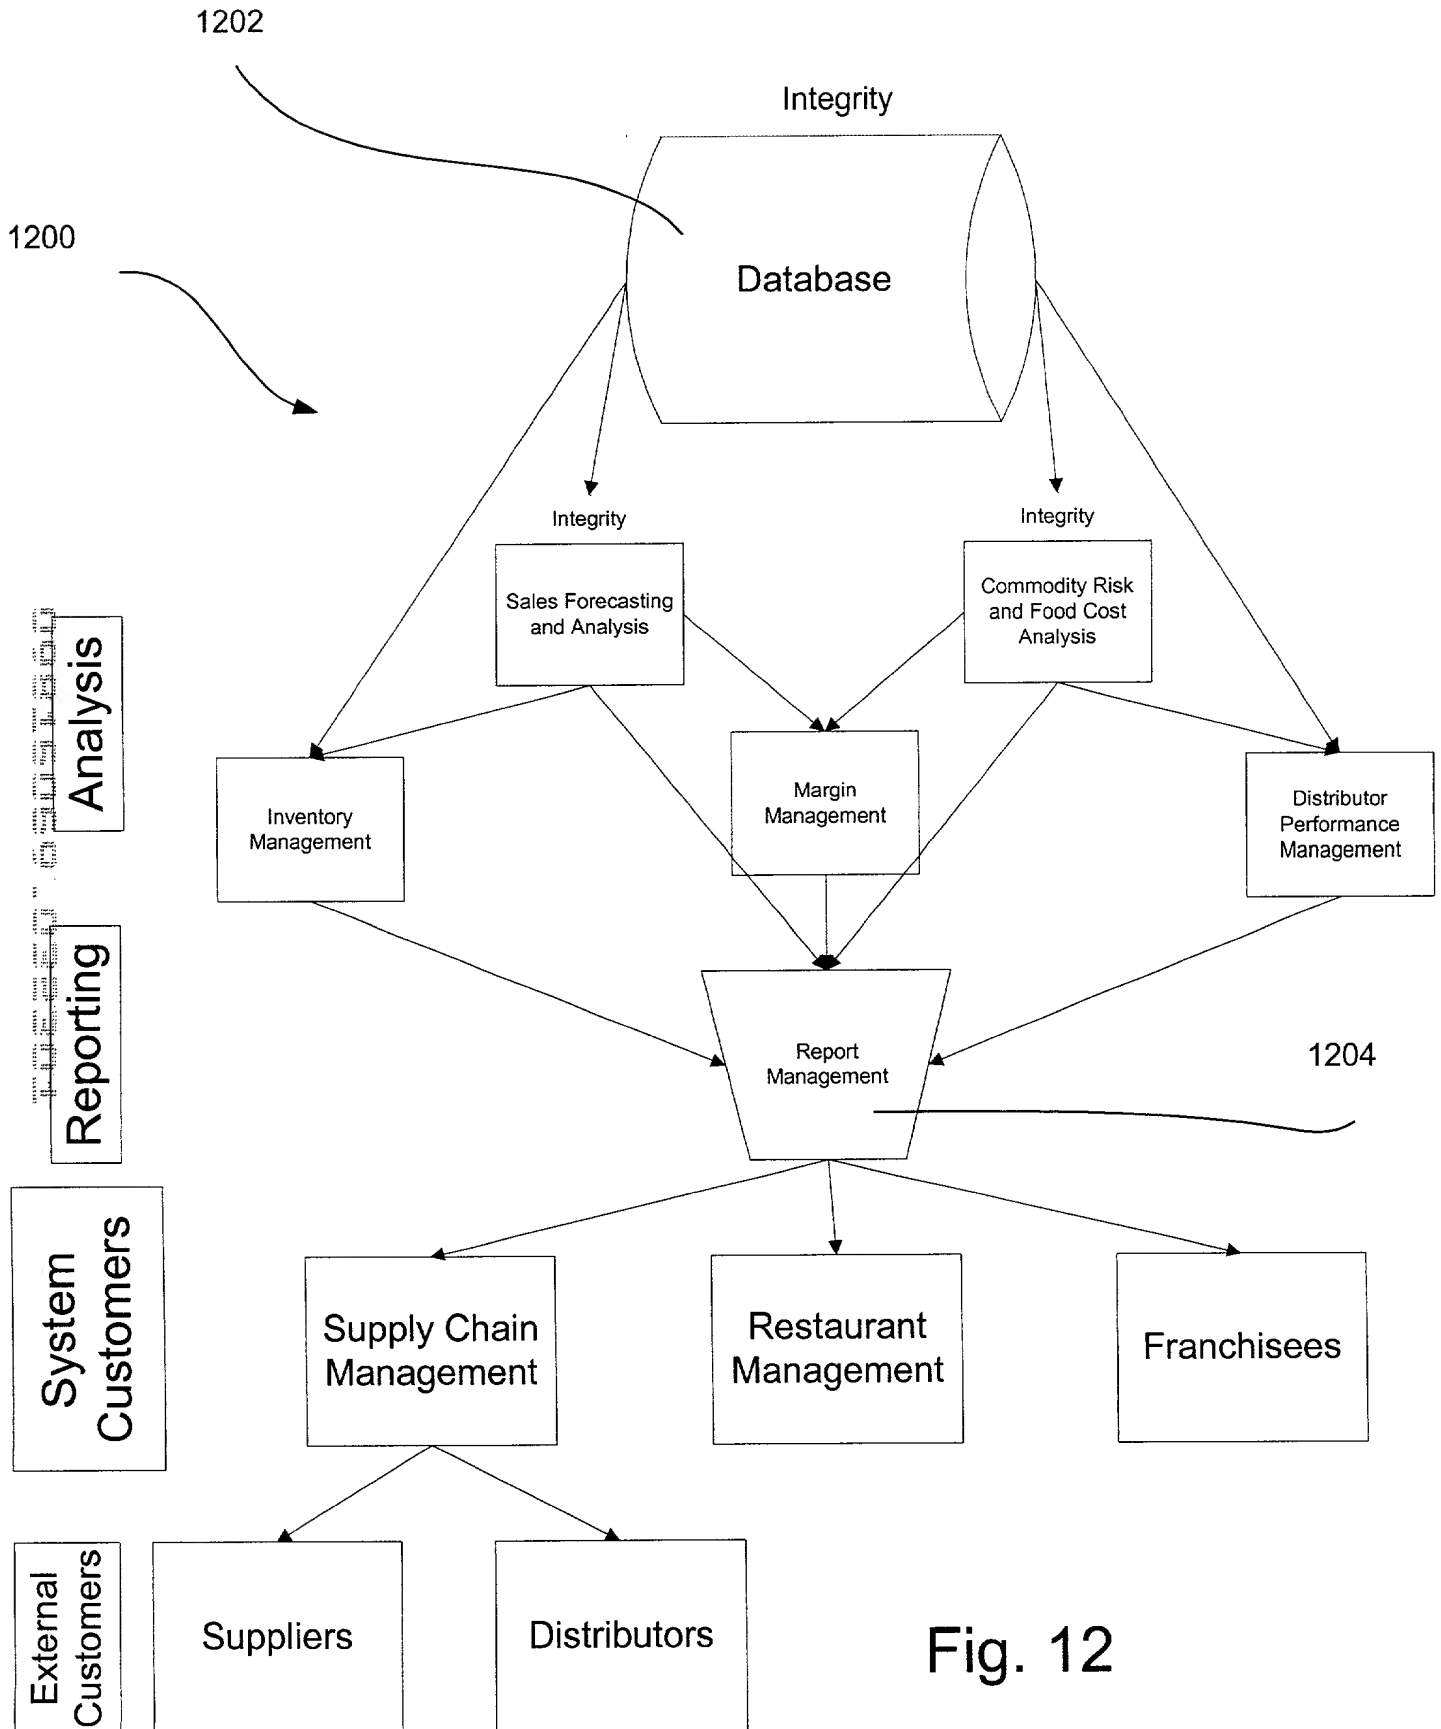 1202
Integrity
1200
Database
Integrity
Integrity
Sales Forecasting
and Analysis
Commodity Risk
and Food Cost
Analysis
Analysis
Inventory
Management
Margin
Management
Distributor
Performance
Management
Reporting
Report
Management
1204
System
Customers
Supply Chain
Management
Restaurant
Management
Franchisees
External
Customers
Suppliers
Distributors
Fig. 12